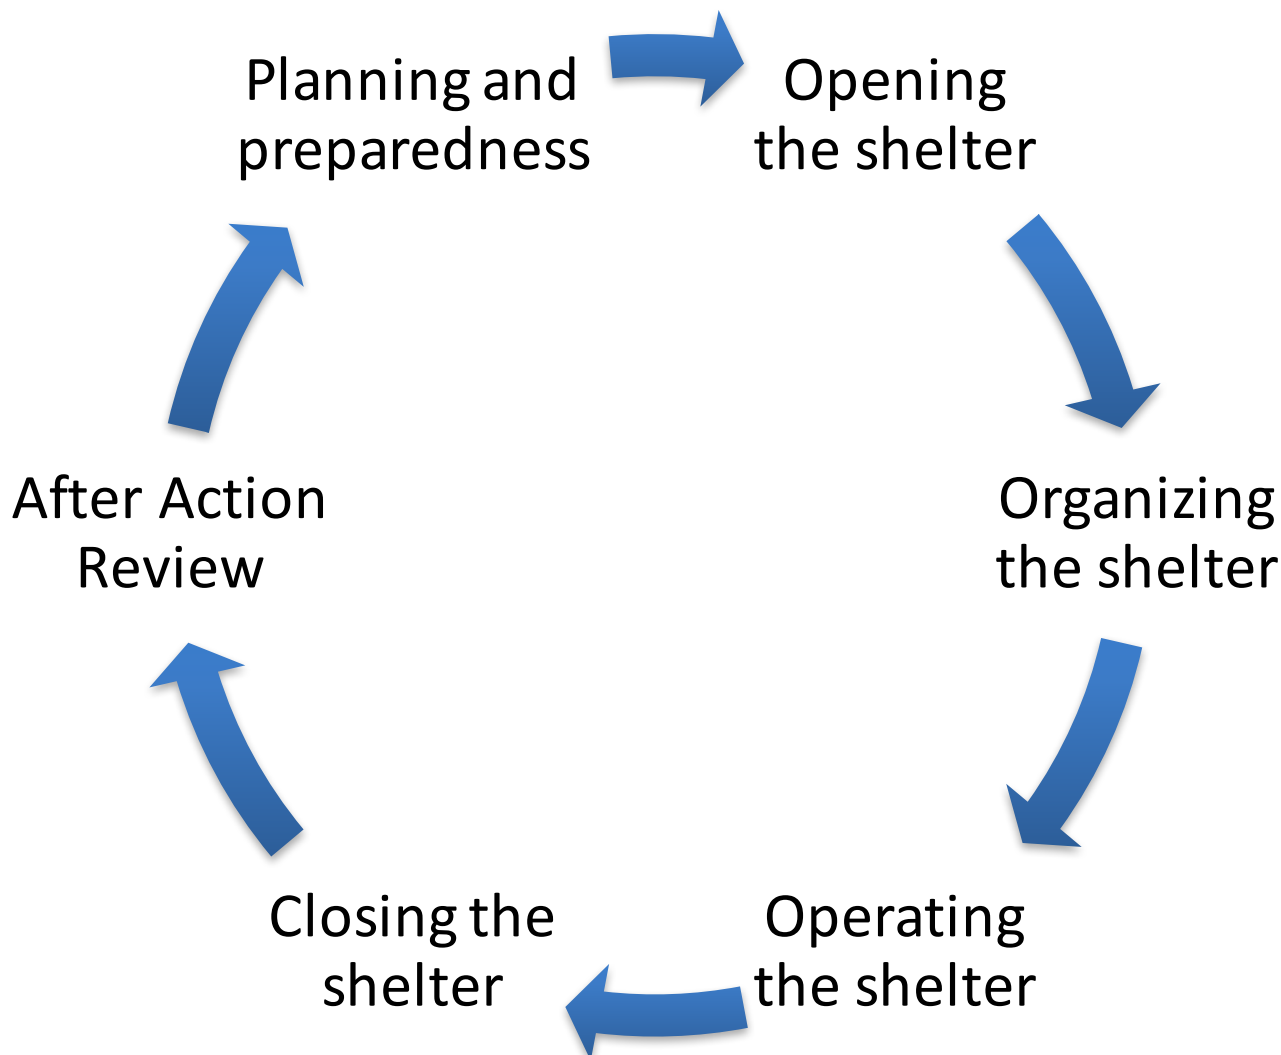 Planning and
preparedness
Opening
the shelter
Organizing
the shelter
Operating
the shelter
Closing the
shelter
After Action
Review